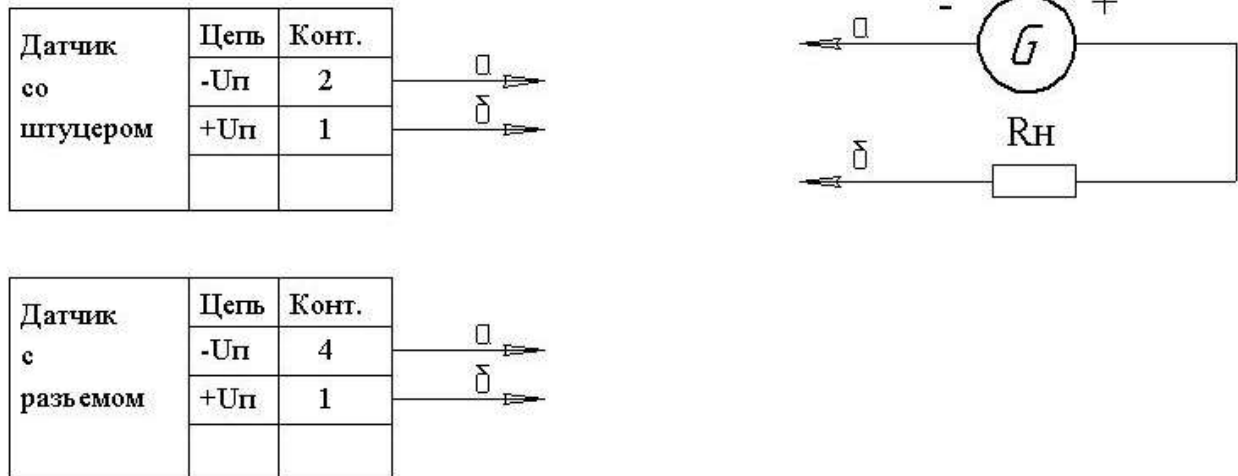 Датчик
со
штуцером
Цепь Конт.
-Uп 2
+Uп 1
а
б
- +
а
G
Rн
б
Датчик
с
разъемом
Цепь Конт.
-Uп 4
+Uп 1
а
б